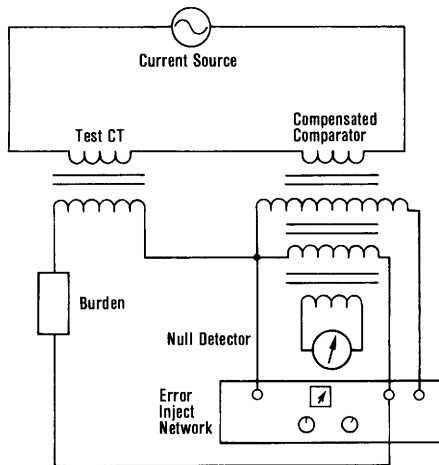 Current Source
Test CT
Compensated
Comparator
Burden
Null Detector
Error
Inject
Network